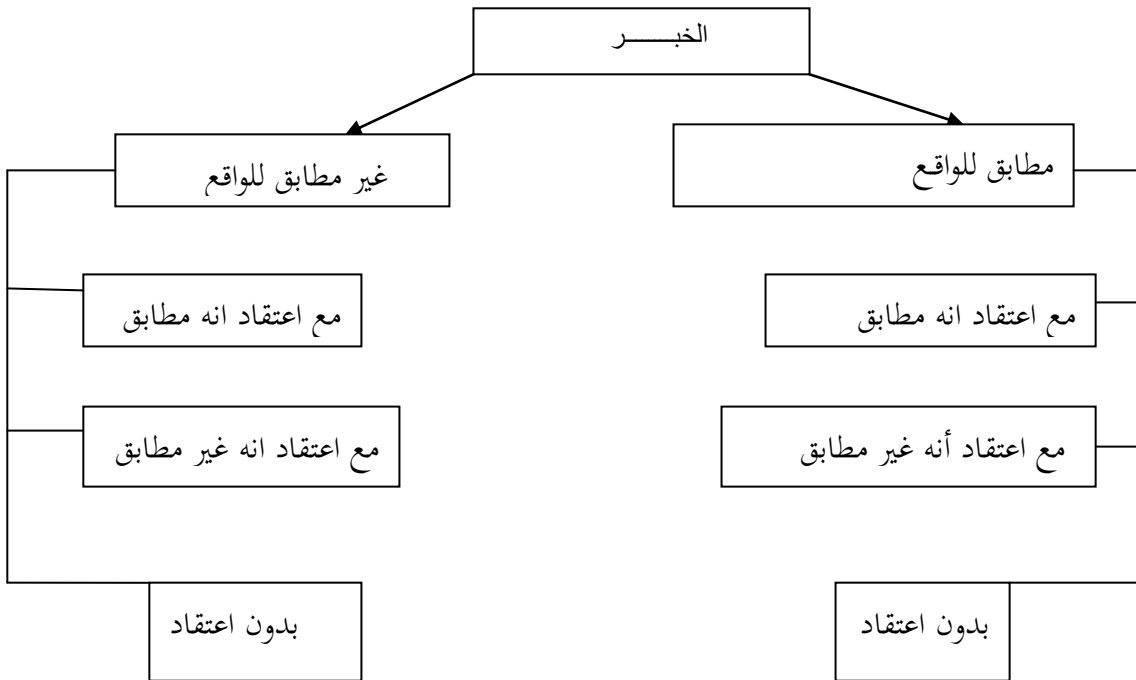 الخبـــــــر
مطابق للواقع
غير مطابق للواقع
مع اعتقاد انه مطابق
مع اعتقاد انه مطابق
مع اعتقاد أنه غير مطابق
مع اعتقاد انه غير مطابق
بدون اعتقاد
بدون اعتقاد